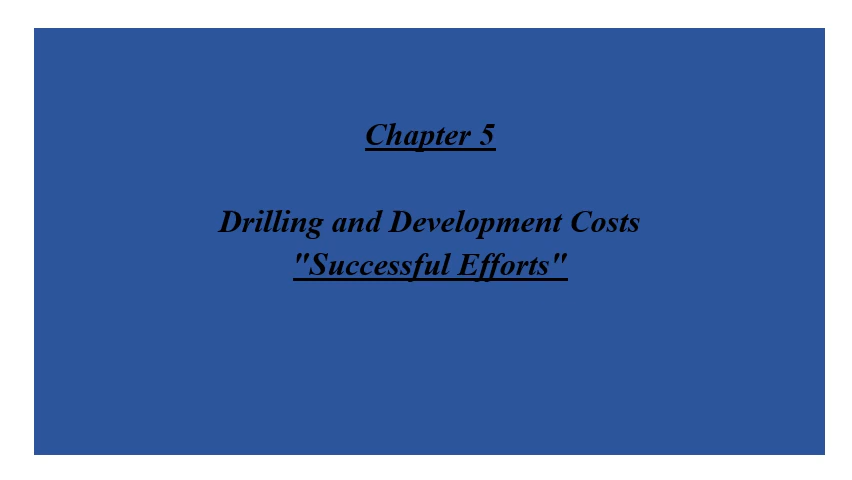 Chapter 5
Drilling and Development Costs
"Successful Efforts"